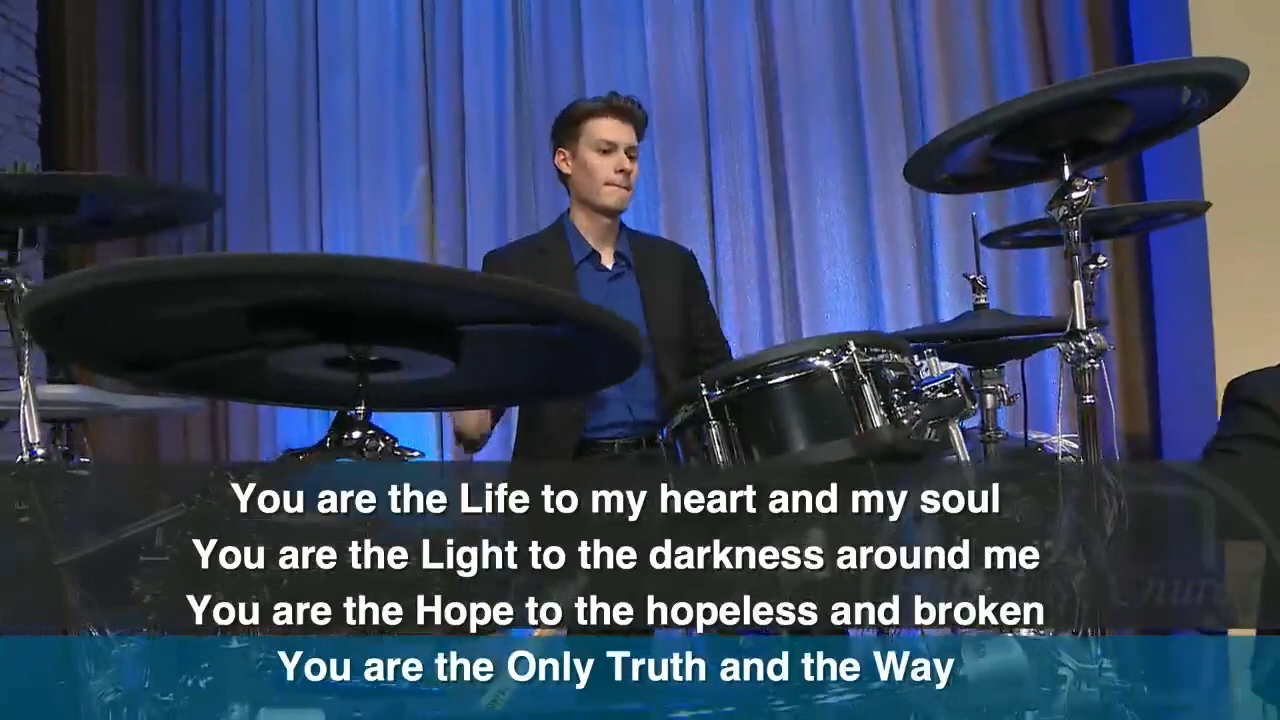 You are the Life to my heart and my soul
You are the Light to the darkness around me
You are the Hope to the hopeless and broken
You are the Only Truth and the Way